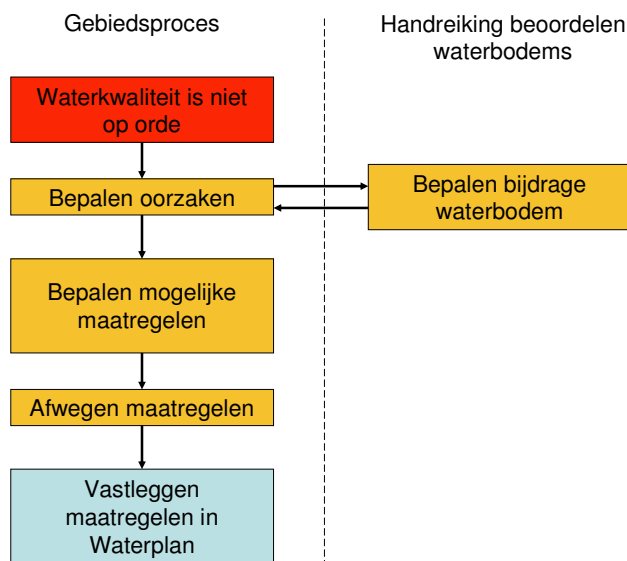 Gebiedsproces
Handreiking beoordelen
waterbodems
Waterkwaliteit is niet
op orde
Bepalen oorzaken
Bepalen bijdrage
waterbodem
Bepalen mogelijke
maatregelen
Afwegen maatregelen
Vastleggen
maatregelen in
Waterplan